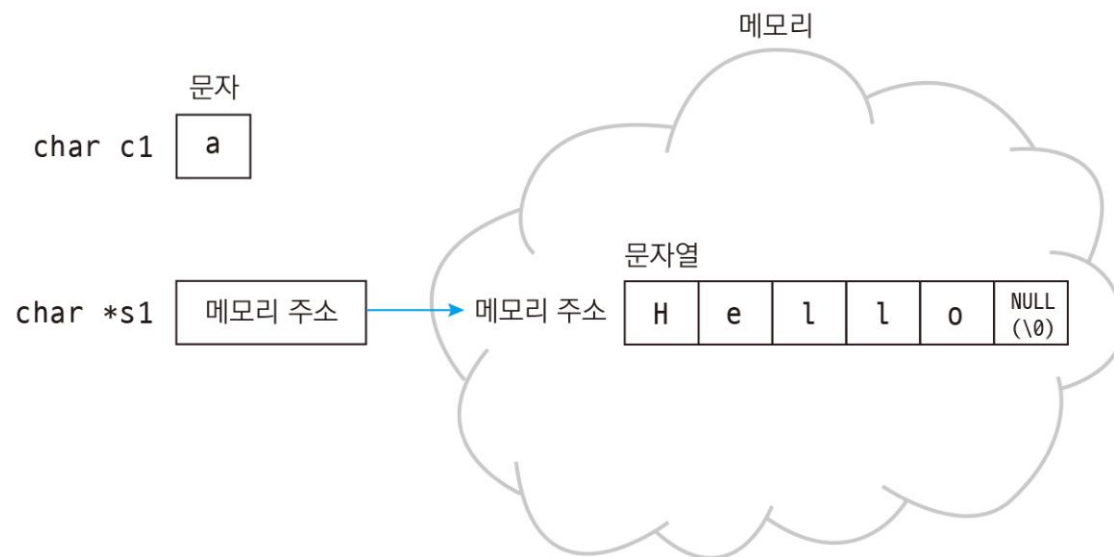 메모리
문자
char c1 a
문자열
char *s1 메모리 주소 메모리 주소 H e l l o NULL
(\0)